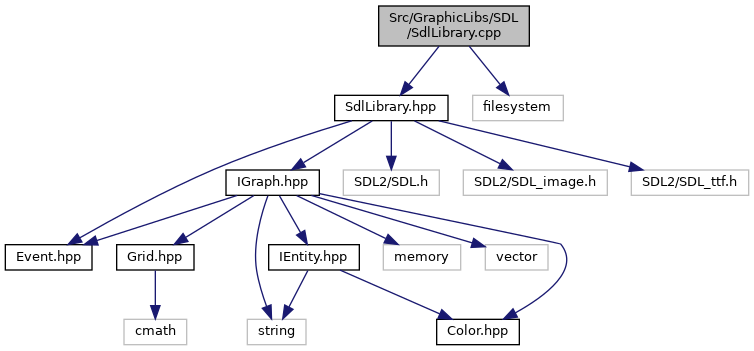 Src/GraphicLibs/SDL
/SdlLibrary.cpp
SdlLibrary.hpp
filesystem
IGraph.hpp
SDL2/SDL.h
SDL2/SDL_image.h
SDL2/SDL_ttf.h
Event.hpp
Grid.hpp
IEntity.hpp
memory
vector
cmath
string
Color.hpp